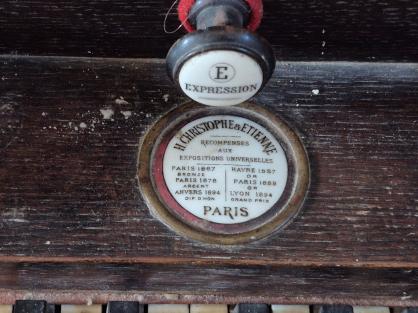 E
EXPRESSION
H. CHRISTOPHE & ETIENNE
RECOMPENSES
AUX
EXPOSITIONS UNIVERSELLES
PARIS 1867
BRONZE
PARIS 1878
ARGENT
ANVERS 1894
DIP. D'HON
HAVRE 1887
OR
PARIS 1889
OR
LYON 1894
GRAND PRIX
PARIS